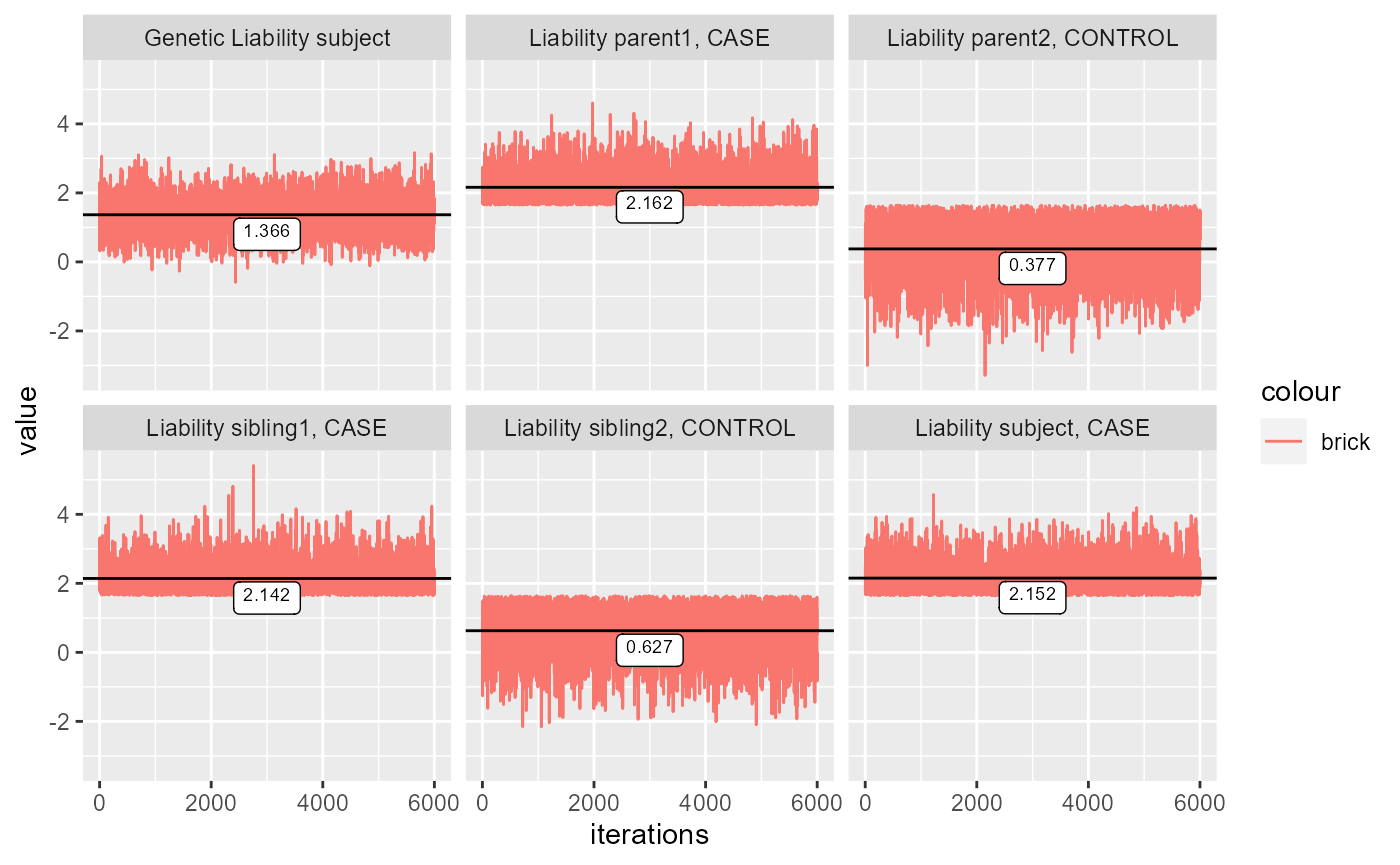 Genetic Liability subject
Liability parent1, CASE
Liability parent2, CONTROL
4
2
0
-2
1.366
2.162
0.377
value
colour
brick
Liability sibling1, CASE
Liability sibling2, CONTROL
Liability subject, CASE
4
2
0
-2
2.142
0.627
2.152
0 2000 4000 6000
0 2000 4000 6000
0 2000 4000 6000
iterations